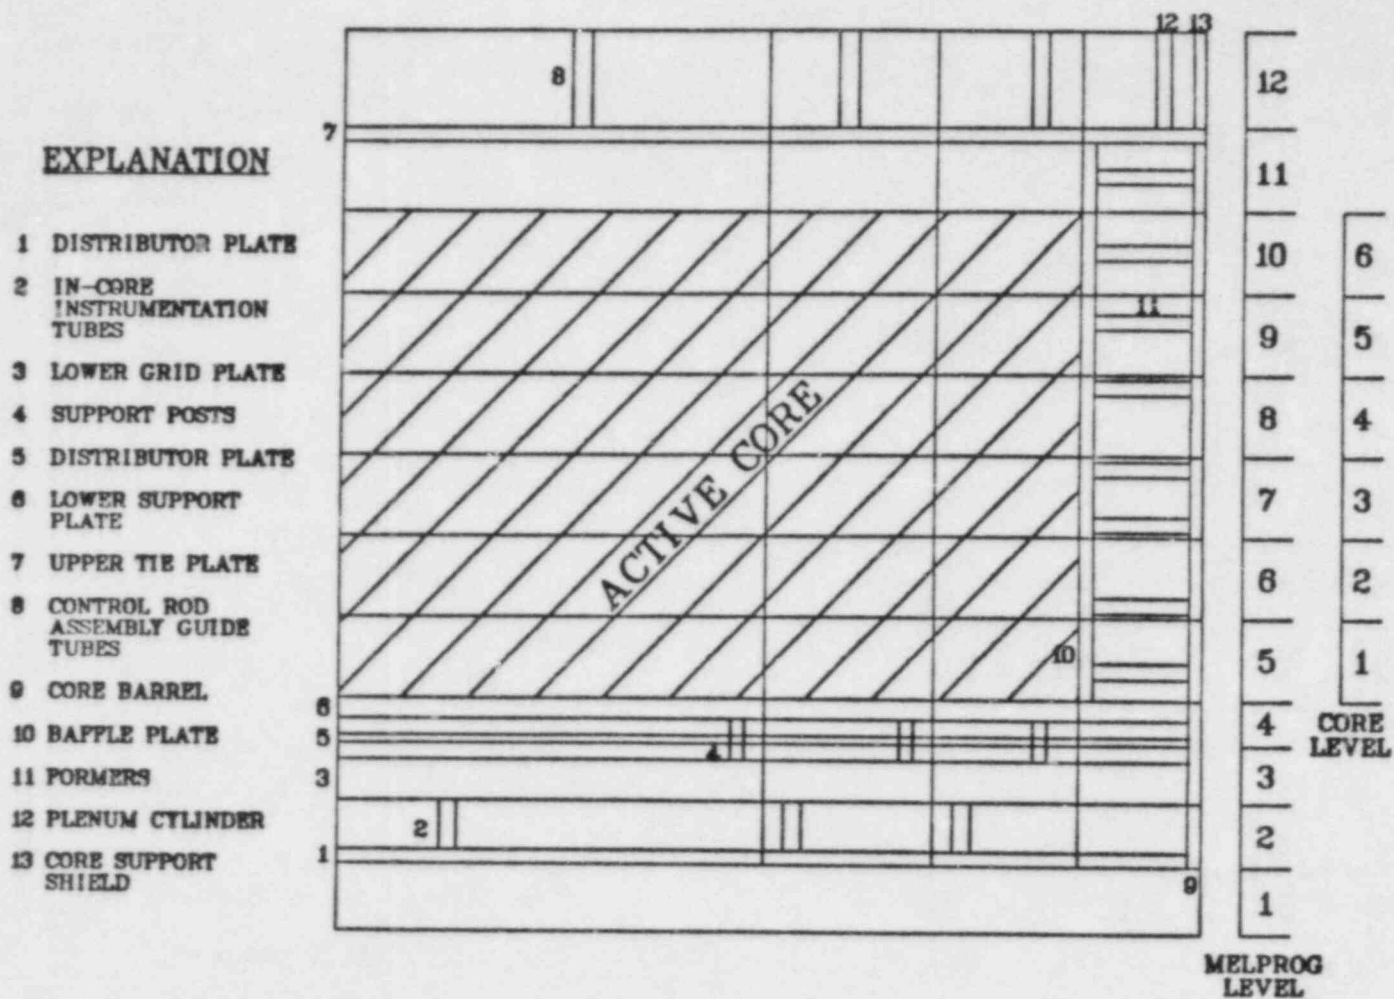 12 13
8
12
7
EXPLANATION
11
1 DISTRIBUTOR PLATE
10
6
2 IN-CORE
INSTRUMENTATION
TUBES
11
9
5
3 LOWER GRID PLATE
4 SUPPORT POSTS
8
4
5 DISTRIBUTOR PLATE
6 LOWER SUPPORT
PLATE
7
3
7 UPPER TIE PLATE
ACTIVE CORE
6
2
8 CONTROL ROD
ASSEMBLY GUIDE
TUBES
10
5
1
9 CORE BARREL
6
10 BAFFLE PLATE
5
4
4
CORE
LEVEL
11 FORMERS
3
3
12 PLENUM CYLINDER
2
2
13 CORE SUPPORT
SHIELD
1
9
1
MELPROG
LEVEL